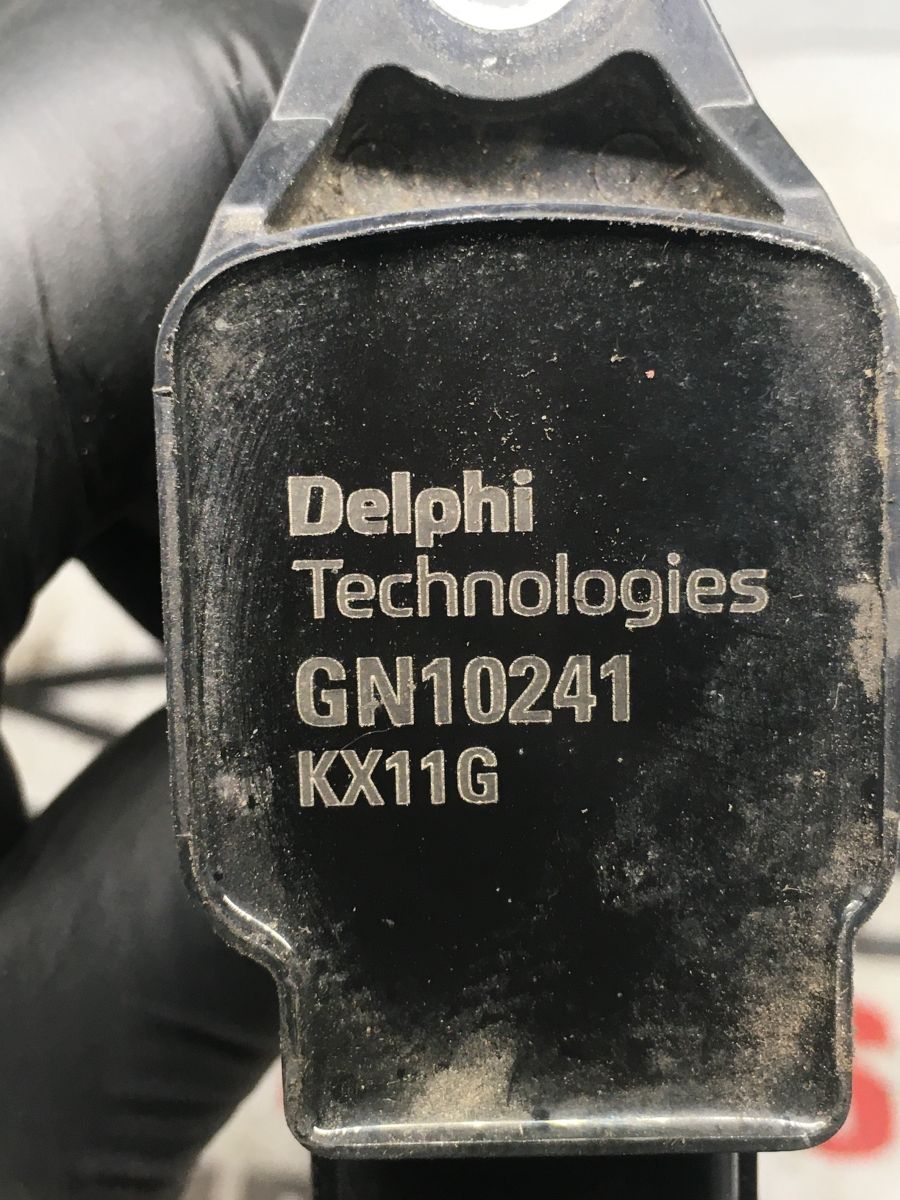 Delphi
Technologies
GN10241
KX11G
S